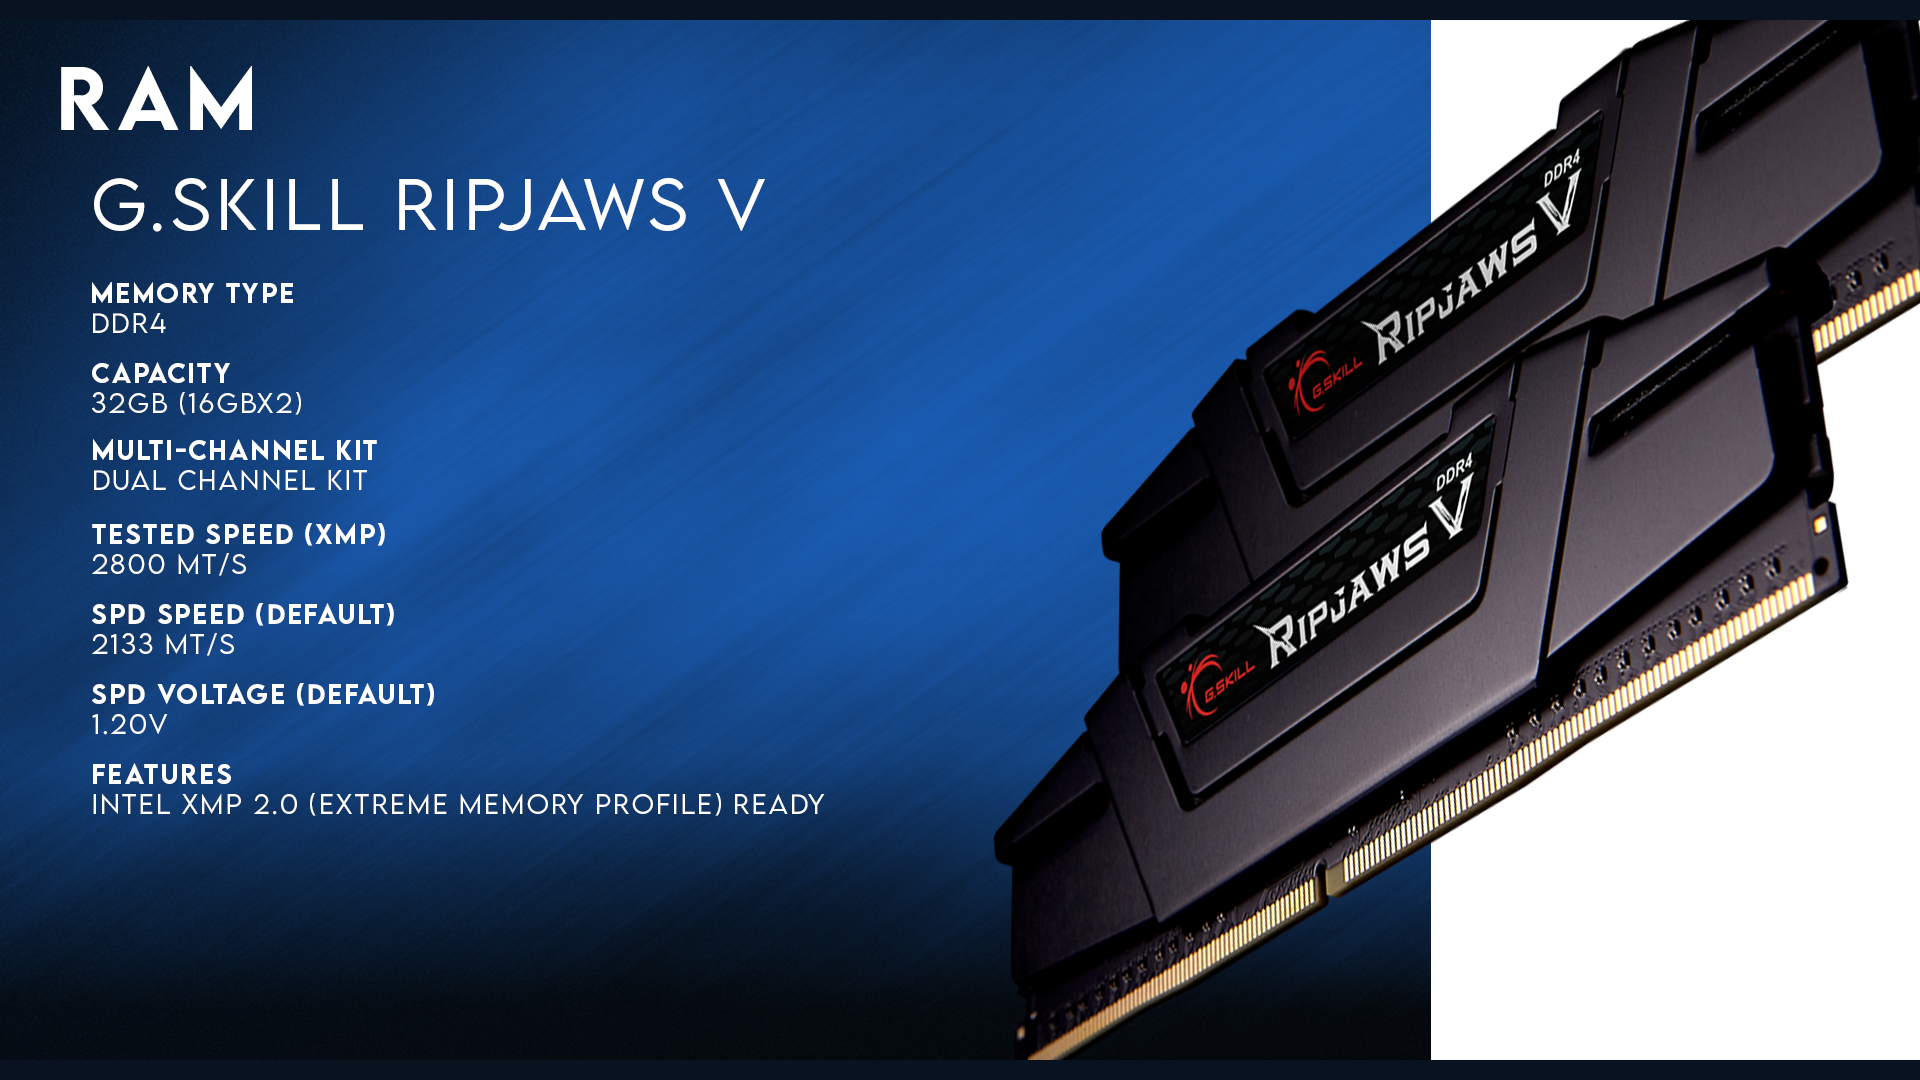 RAM
G.SKILL RIPJAWS V
MEMORY TYPE
DDR4
CAPACITY
32GB (16GBX2)
MULTI-CHANNEL KIT
DUAL CHANNEL KIT
TESTED SPEED (XMP)
2800 MT/S
SPD SPEED (DEFAULT)
2133 MT/S
SPD VOLTAGE (DEFAULT)
1.20V
FEATURES
INTEL XMP 2.0 (EXTREME MEMORY PROFILE) READY
DDR4
G.SKILL RIPJAWS V
DDR4
G.SKILL RIPJAWS V